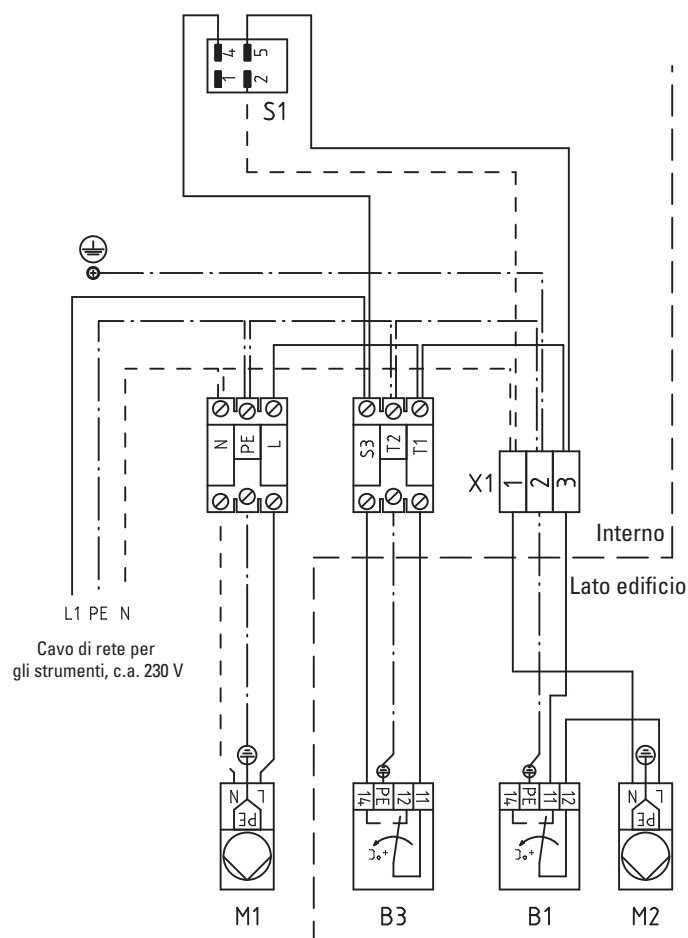 4 5
1 2
S1
N PE L
S3 T2 T1
X1 1 2 3
Interno
Lato edificio
L1 PE N
Cavo di rete per
gli strumenti, c.a. 230 V
N L
PE
14 PE 12 11
°C +
14 PE 11 12
°C +
N L
PE
M1 B3 B1 M2